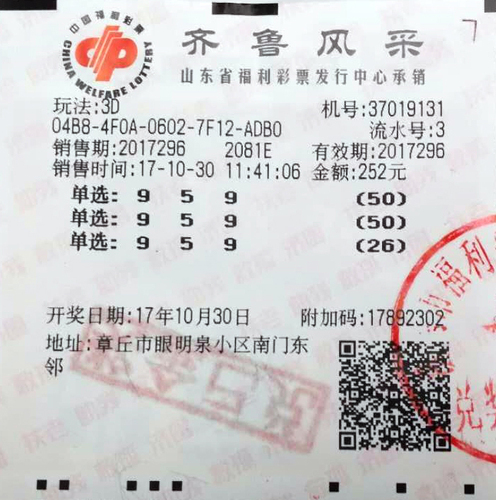 中国福利彩票
CHINA WELFARE LOTTERY
齐鲁风采
7
山东省福利彩票发行中心承销
玩法:3D 机号:37019131
04B8-4F0A-0602-7F12-ADB0 流水号:3
销售期:2017296 2081E 有效期:2017296
销售时间:17-10-30 11:41:06 金额:252元
单选: 9 5 9 (50)
单选: 9 5 9 (50)
单选: 9 5 9 (26)
开奖日期:17年10月30日 附加码:17892302
地址:章丘市眼明泉小区南门东
邻
福利
兑奖